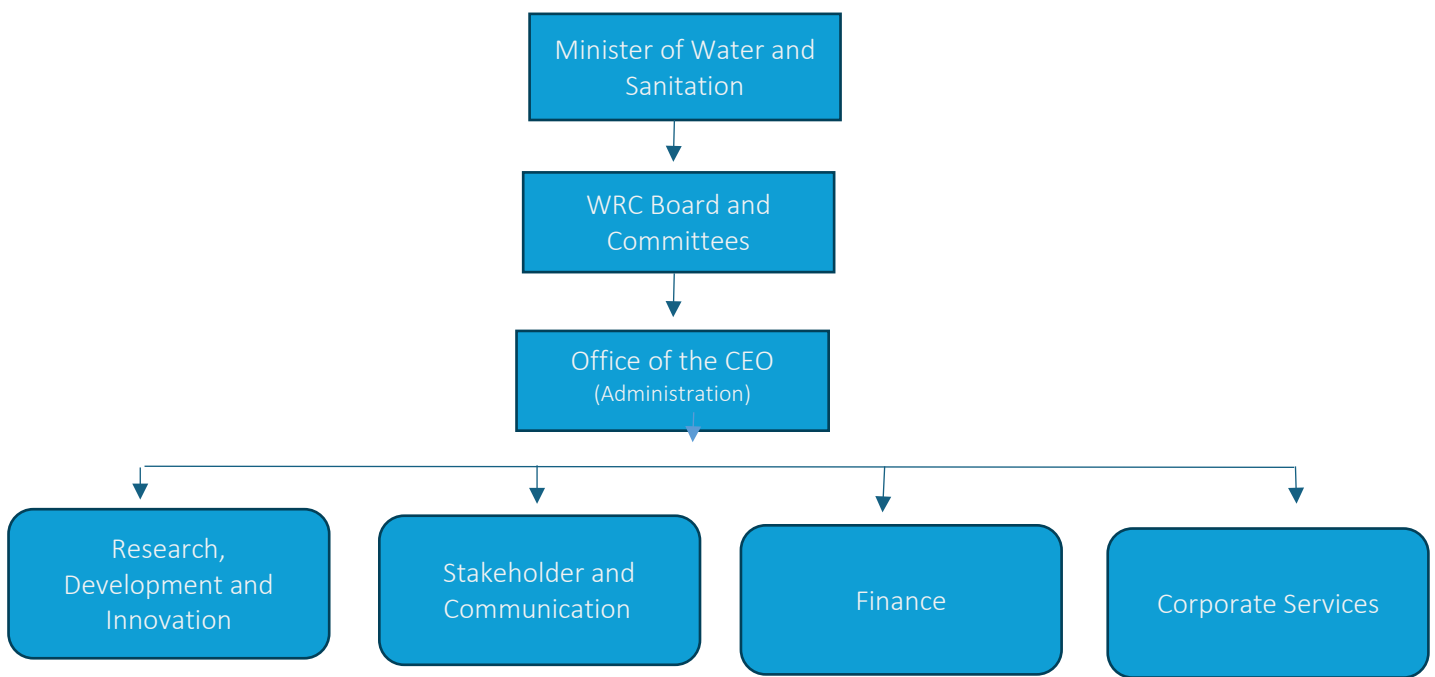 Minister of Water and
Sanitation
WRC Board and
Committees
Office of the CEO
(Administration)
Research,
Development and
Innovation
Stakeholder and
Communication
Finance
Corporate Services